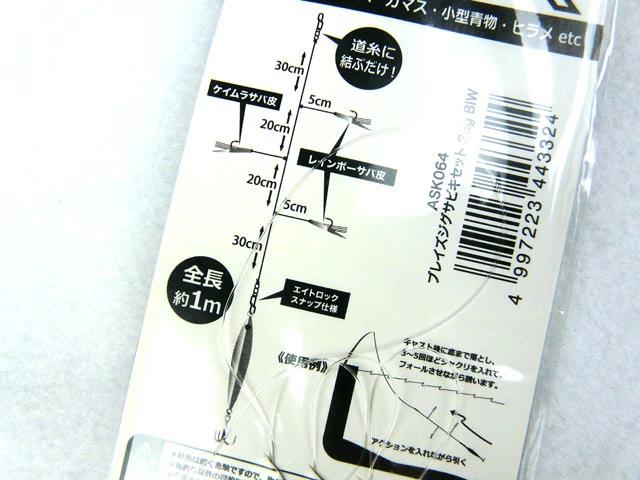 カマス・小型青物・ヒラメ etc
道糸に
結ぶだけ！
30cm
5cm
ケイムラサバ皮
20cm
レインボーサバ皮
20cm
5cm
30cm
全長
約1m
エイトロック
スナップ仕様
ASK064
ブレイズジグサビキセット
BIW
4 997223 443324
《使用例》
キャスト後に底まで落とし、
3～5回ほどシャクリを入れて、
フォールさせながら誘います。
アクションを入れながら引く